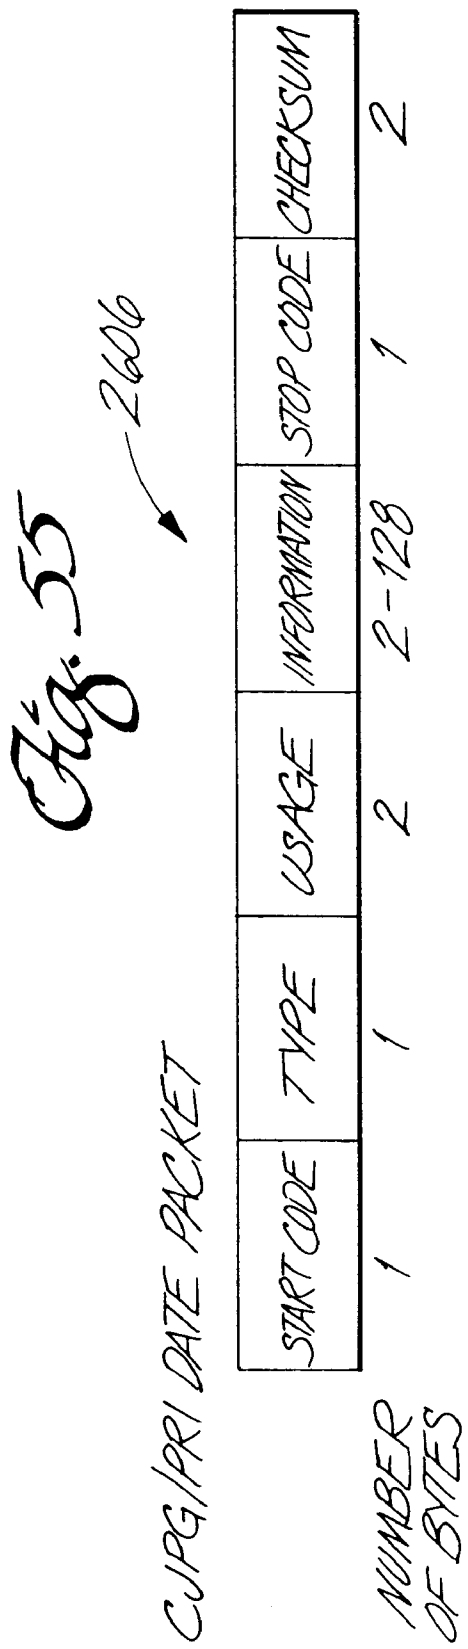 Fig. 55
2606
CJPG/PRI DATE PACKET
START CODE TYPE USAGE INFORMATION STOP CODE CHECKSUM
NUMBER OF BYTES 1 1 2 2-128 1 2